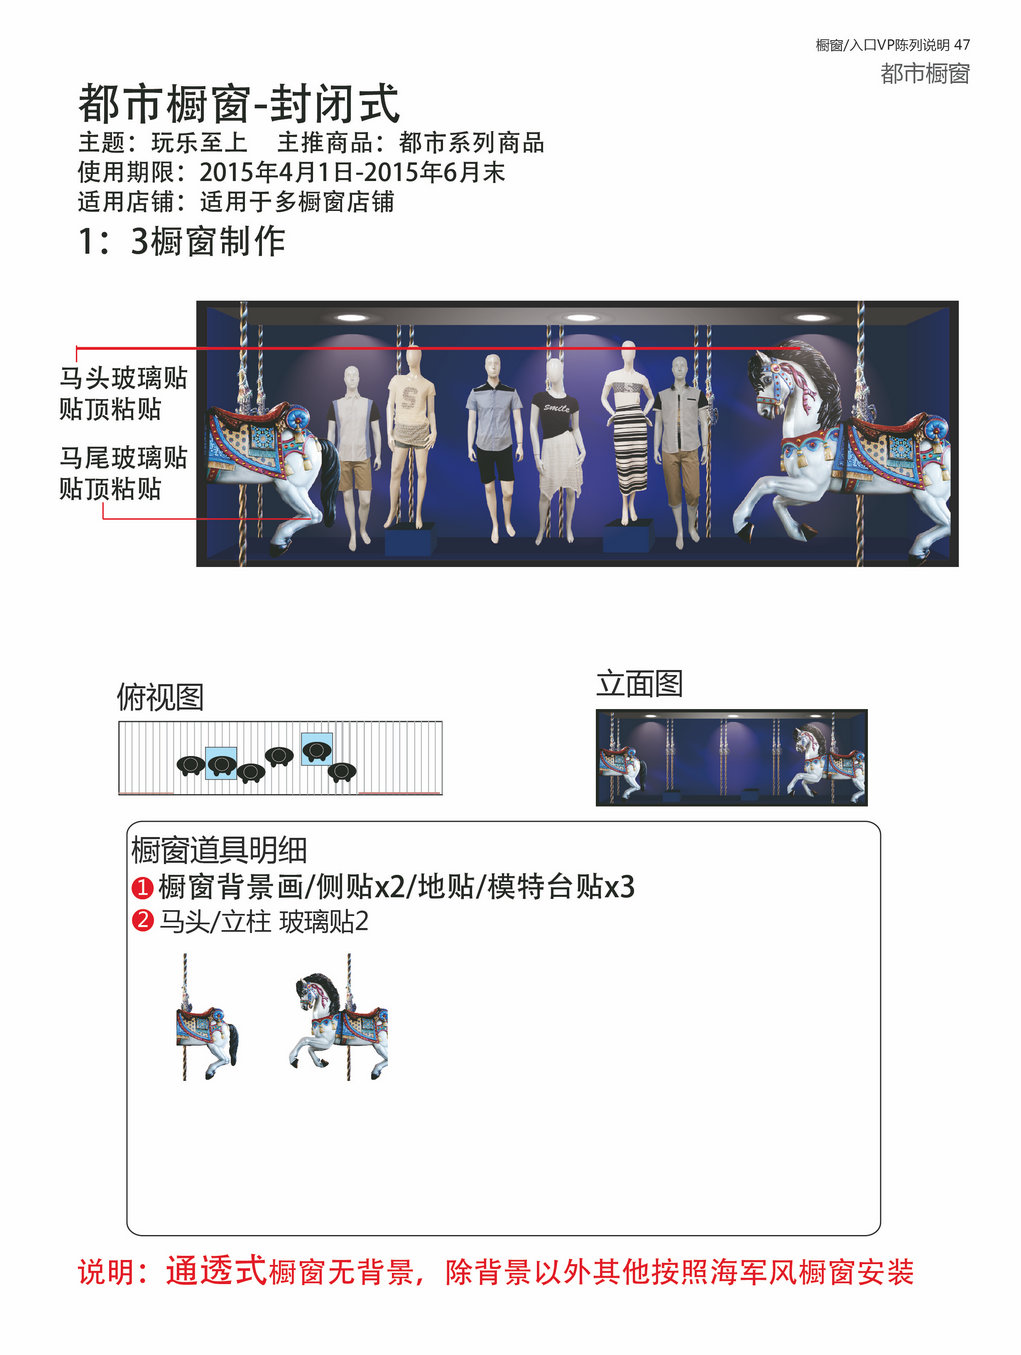 橱窗/入口VP陈列说明 47
都市橱窗
都市橱窗-封闭式
主题：玩乐至上　主推商品：都市系列商品
使用期限：2015年4月1日-2015年6月末
适用店铺：适用于多橱窗店铺
1：3橱窗制作
马头玻璃贴
贴顶粘贴
马尾玻璃贴
贴顶粘贴
S
Smile
俯视图
立面图
橱窗道具明细
1 橱窗背景画/侧贴x2/地贴/模特台贴x3
2 马头/立柱 玻璃贴2
说明：通透式橱窗无背景，除背景以外其他按照海军风橱窗安装